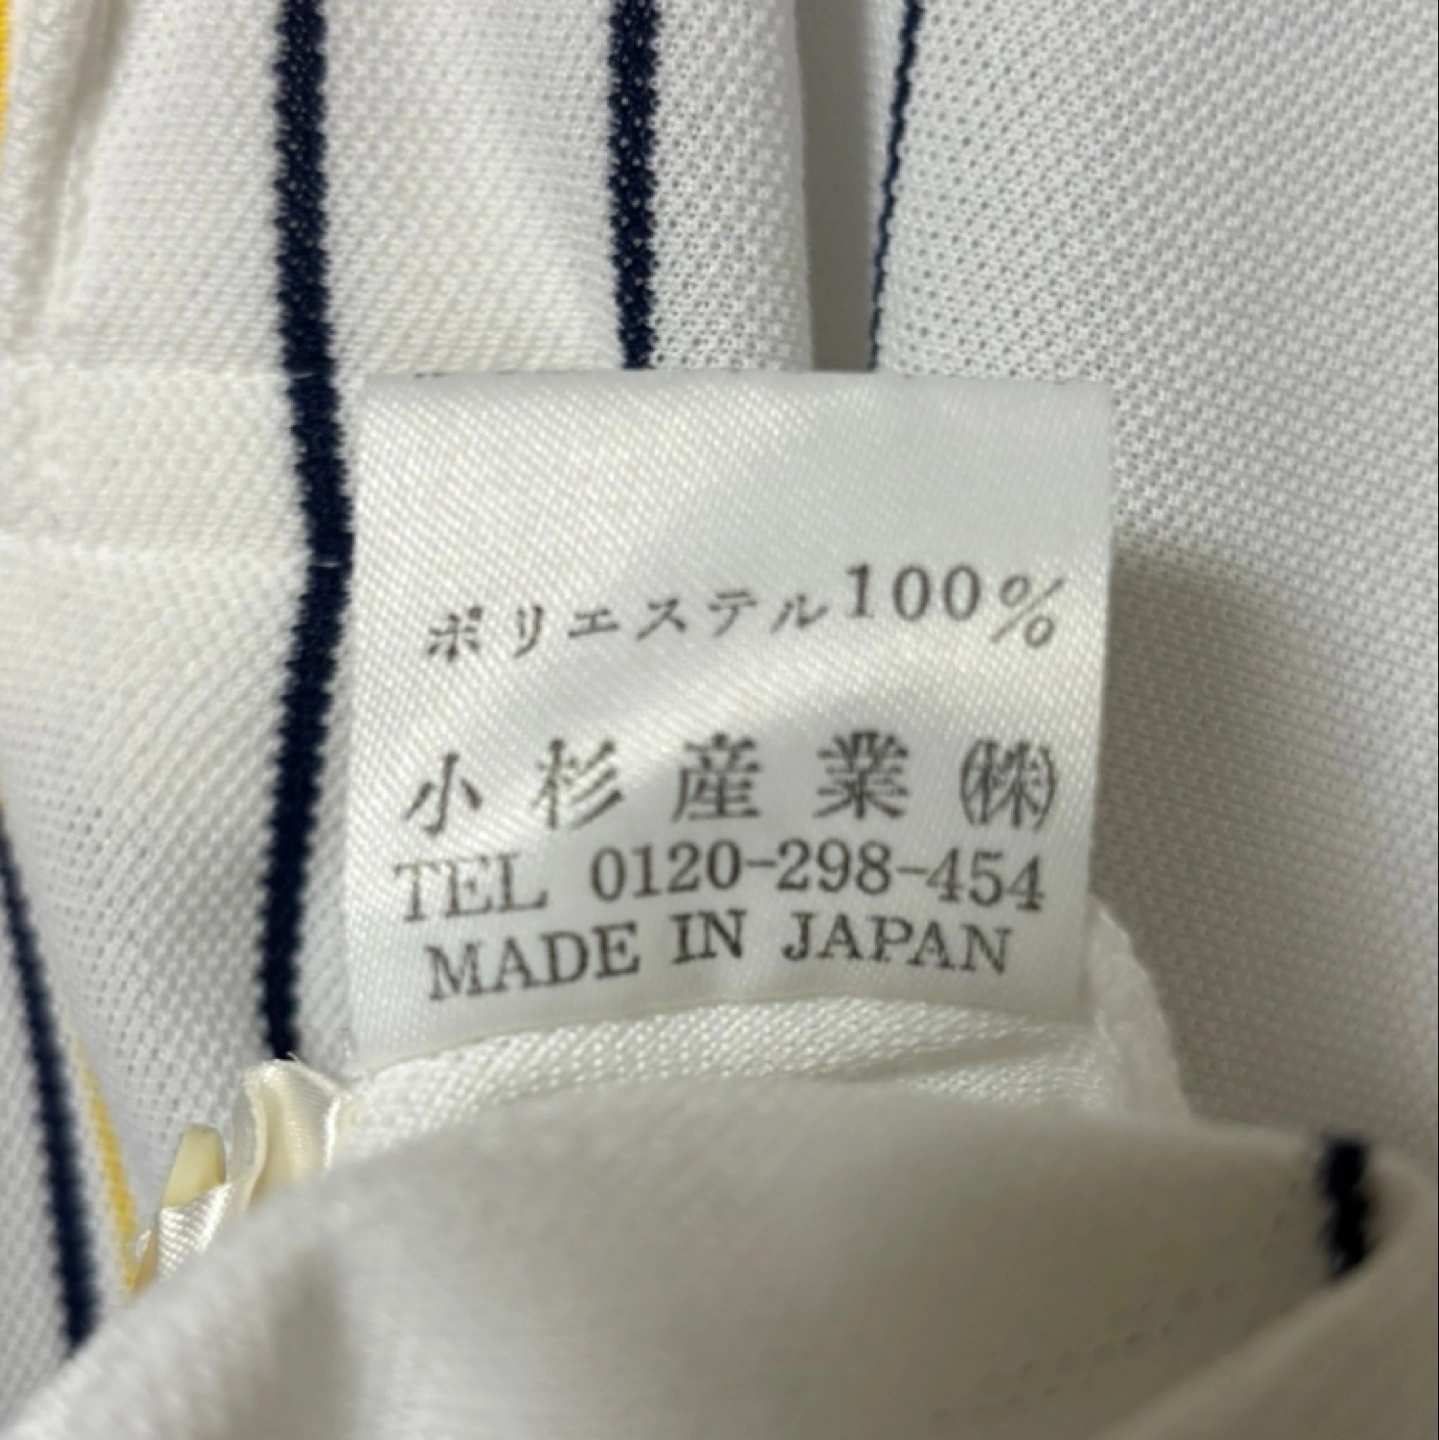 ポリエステル100%
小杉産業㈱
TEL 0120-298-454
MADE IN JAPAN